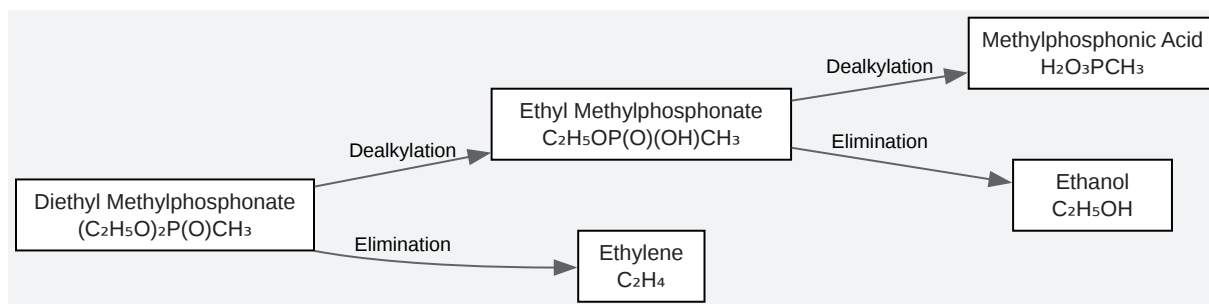 Methylphosphonic Acid
H₂O₃PCH₃
Dealkylation
Ethyl Methylphosphonate
C₂H₅OP(O)(OH)CH₃
Elimination
Dealkylation
Ethanol
C₂H₅OH
Diethyl Methylphosphonate
(C₂H₅O)₂P(O)CH₃
Elimination
Ethylene
C₂H₄